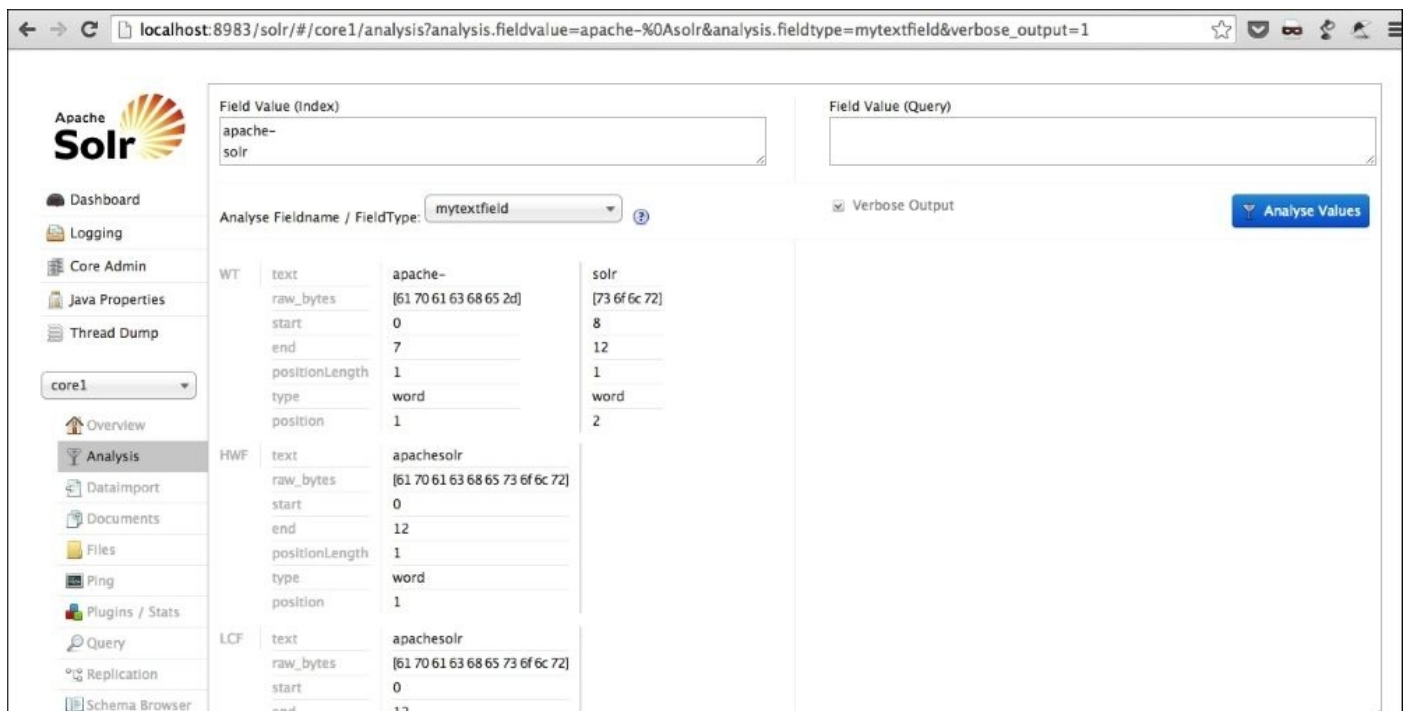 localhost:8983/solr/#/core1/analysis?analysis.fieldvalue=apache-%0Asolr&analysis.fieldtype=mytextfield&verbose_output=1
Apache
Solr
Dashboard
Logging
Core Admin
Java Properties
Thread Dump
core1
Overview
Analysis
Dataimport
Documents
Files
Ping
Plugins / Stats
Query
Replication
Schema Browser
Field Value (Index)
apache-
solr
Field Value (Query)
Analyse Fieldname / FieldType: mytextfield
Verbose Output
Analyse Values
WT text apache- solr
raw_bytes [61 70 61 63 68 65 2d] [73 6f 6c 72]
start 0 8
end 7 12
positionLength 1 1
type word word
position 1 2
HWF text apachesolr
raw_bytes [61 70 61 63 68 65 73 6f 6c 72]
start 0
end 12
positionLength 1
type word
position 1
LCF text apachesolr
raw_bytes [61 70 61 63 68 65 73 6f 6c 72]
start 0
end 12